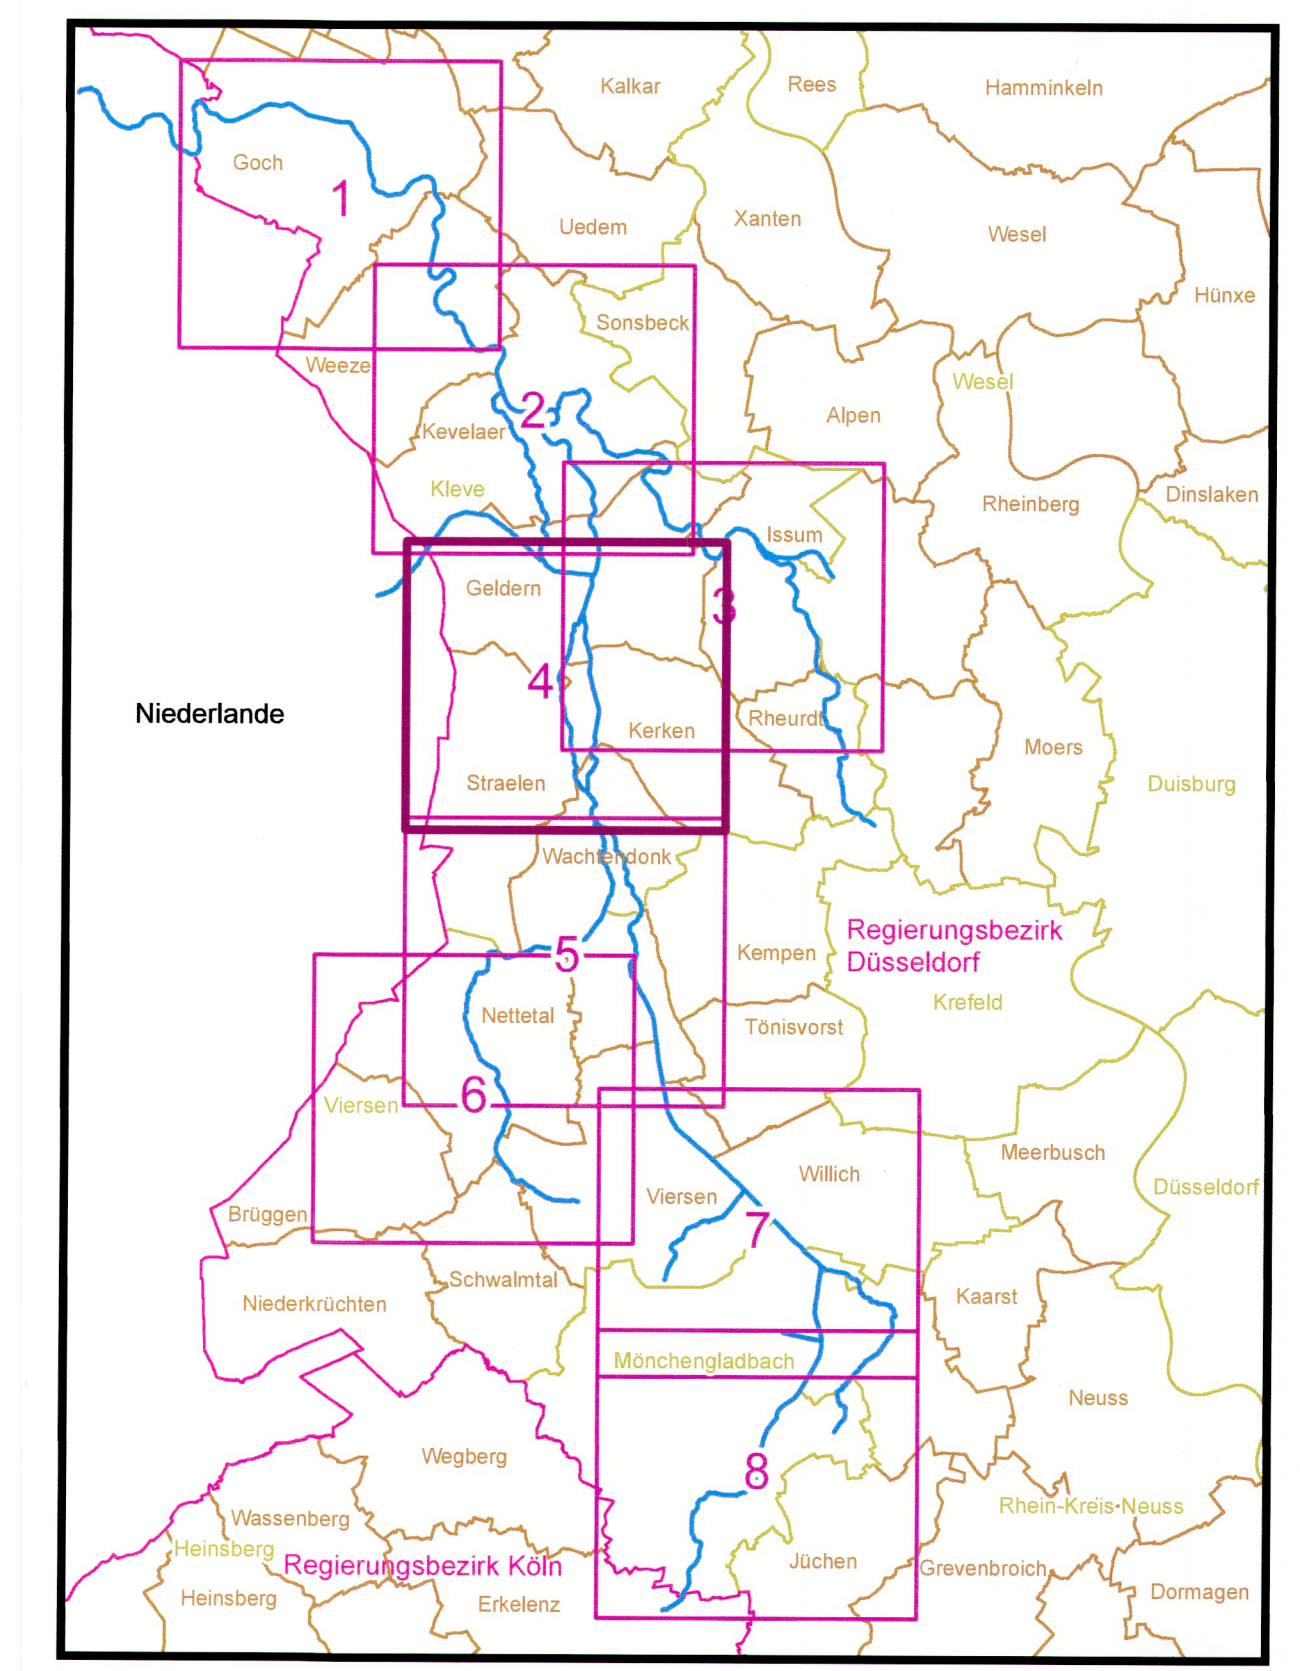 Kalkar
Rees
Hamminkeln
Goch
1
Uedem
Xanten
Wesel
Hünxe
Sonsbeck
Weeze
Wesel
2
Alpen
Kevelaer
Kleve
Rheinberg
Dinslaken
Issum
Geldern
3
4
Niederlande
Kerken
Rheurdt
Moers
Straelen
Duisburg
Wachtendonk
Regierungsbezirk
Düsseldorf
5
Kempen
Krefeld
Nettetal
Tönisvorst
6
Viersen
Meerbusch
Willich
Viersen
Düsseldorf
Brüggen
7
Schwalmtal
Niederkrüchten
Kaarst
Mönchengladbach
Neuss
Wegberg
8
Rhein-Kreis-Neuss
Wassenberg
Heinsberg
Regierungsbezirk Köln
Jüchen
Grevenbroich
Heinsberg
Erkelenz
Dormagen